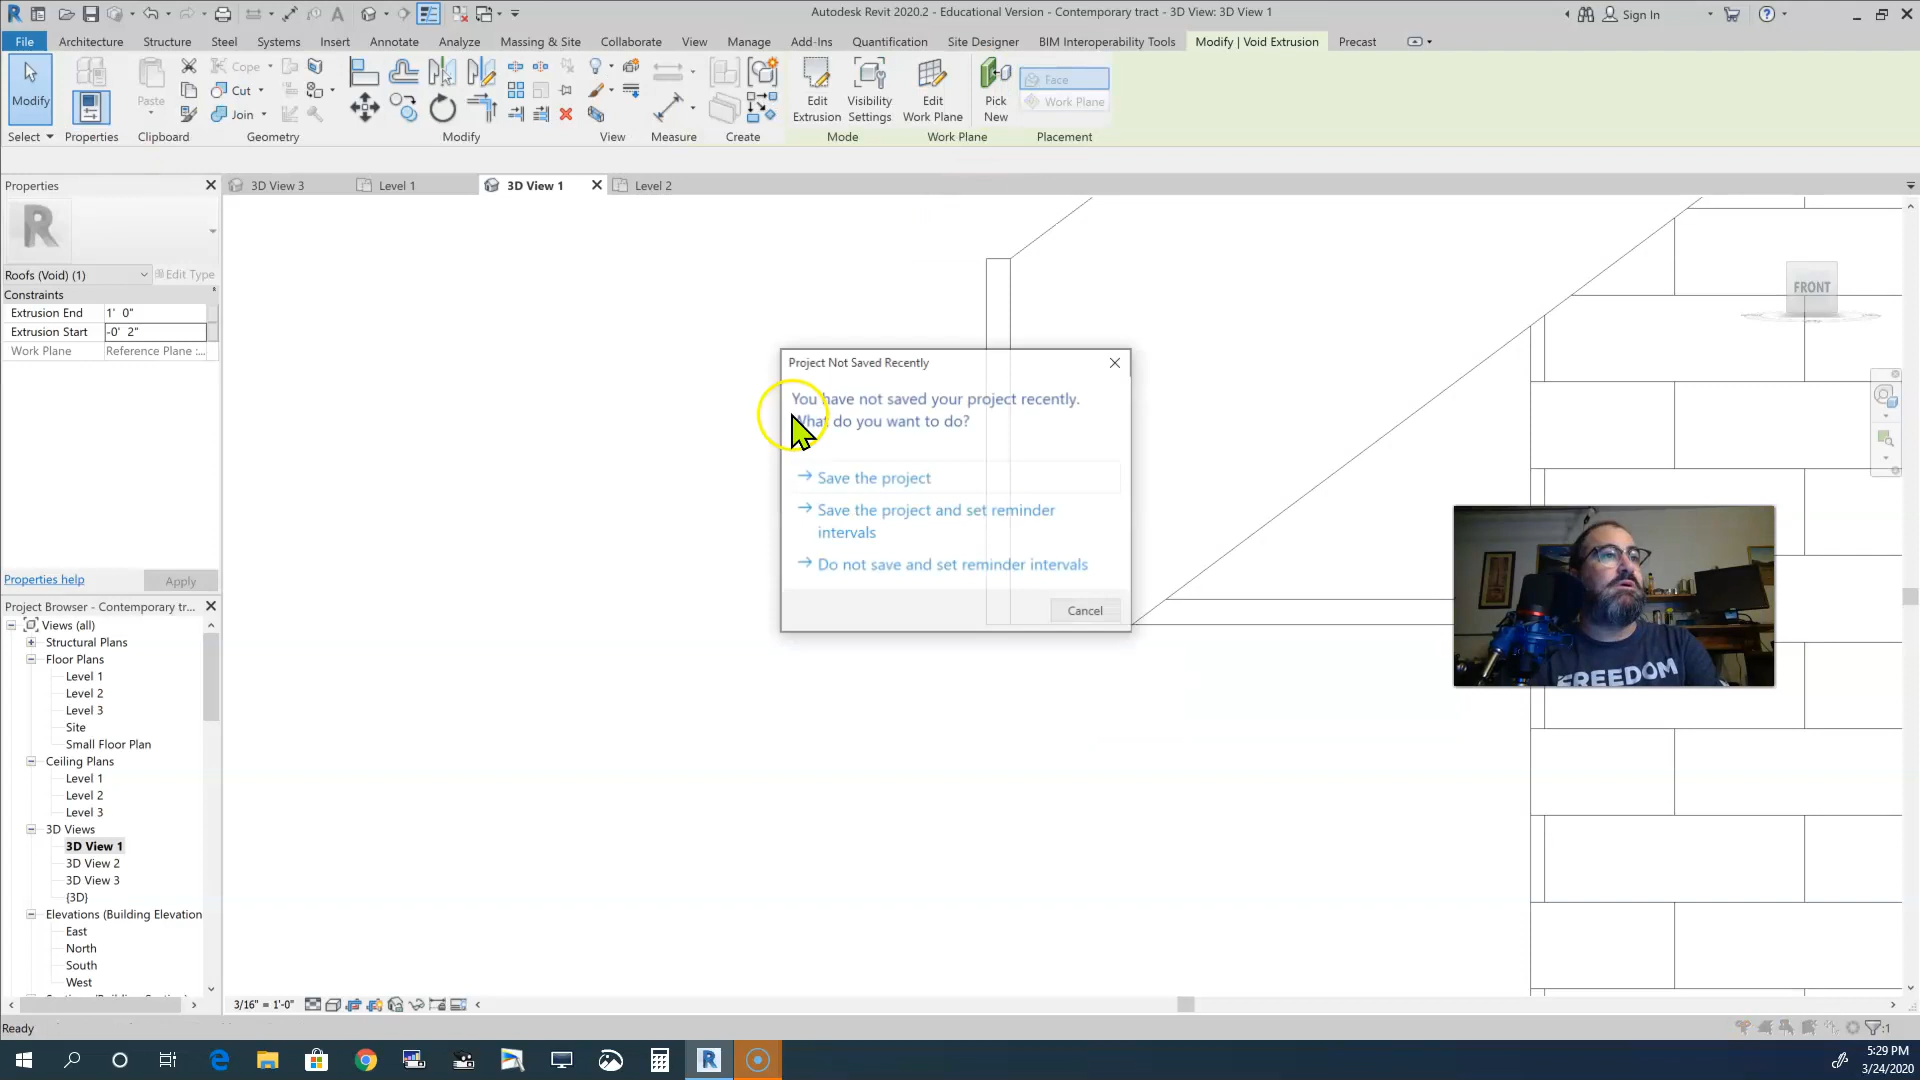 Autodesk Revit 2020.2 - Educational Version - Contemporary tract - 3D View: 3D View 1
Sign In
File Architecture Structure Steel Systems Insert Annotate Analyze Massing & Site Collaborate View Manage Add-Ins Quantification Site Designer BIM Interoperability Tools Modify | Void Extrusion Precast
Modify
Paste
Cope
Cut
Join
Edit Extrusion
Visibility Settings
Edit Work Plane
Pick New
Face
Work Plane
Select Properties Clipboard Geometry Modify View Measure Create Mode Work Plane Placement
Properties
3D View 3 Level 1 3D View 1 Level 2
R
Roofs (Void) (1) Edit Type
Constraints
Extrusion End 1' 0"
Extrusion Start -0' 2"
Work Plane Reference Plane :...
Properties help Apply
FRONT
Project Not Saved Recently
You have not saved your project recently.
What do you want to do?
Save the project
Save the project and set reminder
intervals
Do not save and set reminder intervals
Cancel
FREEDOM
Project Browser - Contemporary tr...
Views (all)
Structural Plans
Floor Plans
Level 1
Level 2
Level 3
Site
Small Floor Plan
Ceiling Plans
Level 1
Level 2
Level 3
3D Views
3D View 1
3D View 2
3D View 3
{3D}
Elevations (Building Elevation
East
North
South
West
3/16" = 1'-0"
Ready
:1
5:29 PM
3/24/2020